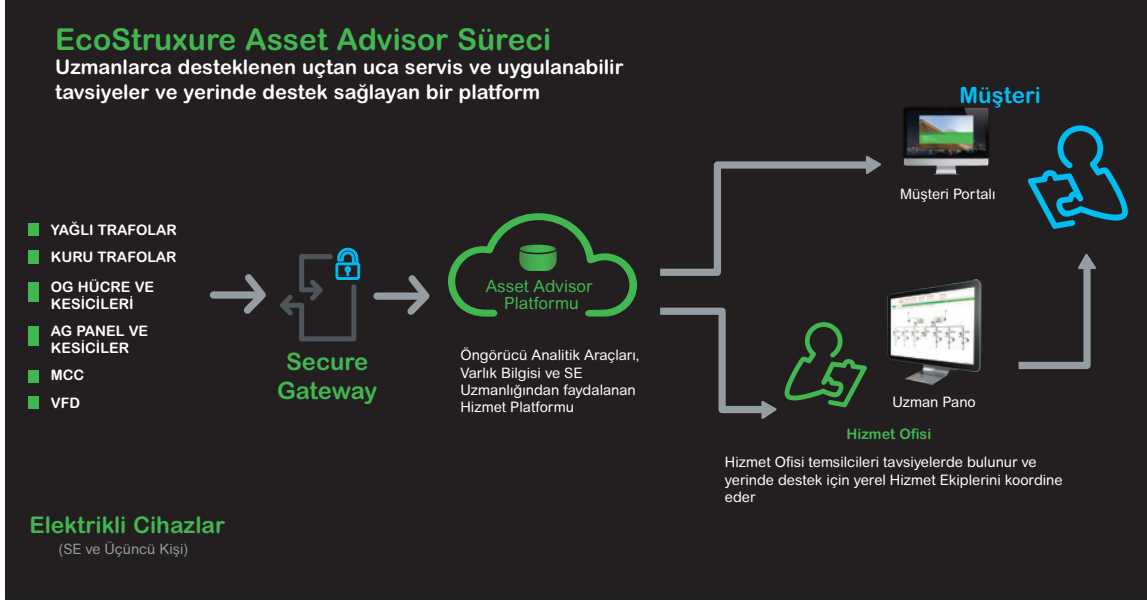 EcoStruxure Asset Advisor Süreci
Uzmanlarca desteklenen uçtan uca servis ve uygulanabilir
tavsiyeler ve yerinde destek sağlayan bir platform
Müşteri
Müşteri Portalı
YAĞLI TRAFOLAR
KURU TRAFOLAR
OG HÜCRE VE
KESİCİLERİ
AG PANEL VE
KESİCİLER
MCC
VFD
Secure
Gateway
Asset Advisor
Platformu
Öngörücü Analitik Araçları,
Varlık Bilgisi ve SE
Uzmanlığından faydalanan
Hizmet Platformu
Uzman Pano
Hizmet Ofisi
Hizmet Ofisi temsilcileri tavsiyelerde bulunur ve
yerinde destek için yerel Hizmet Ekiplerini koordine
eder
Elektrikli Cihazlar
(SE ve Üçüncü Kişi)